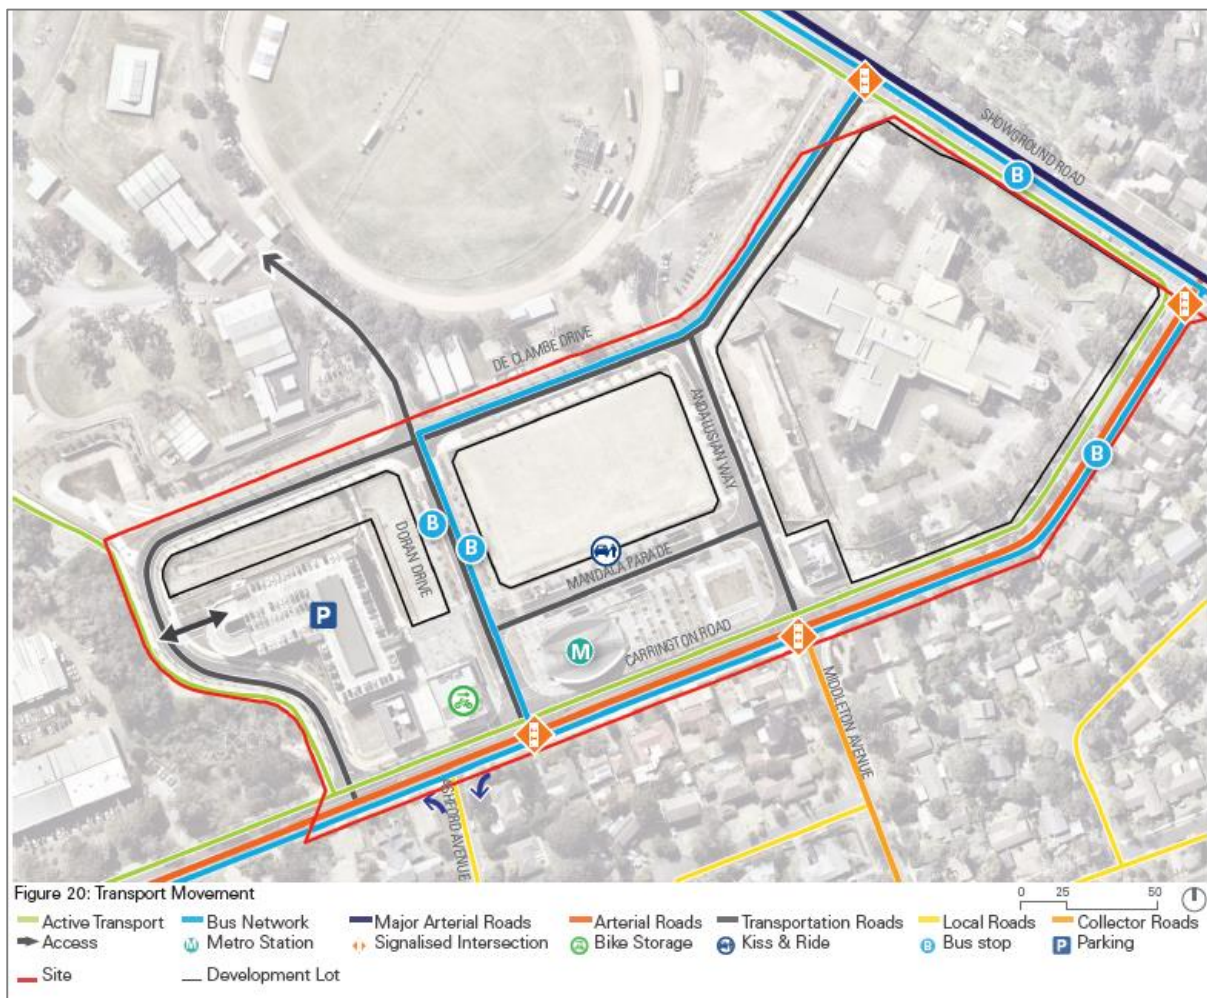 SHOWGROUND ROAD
B
DE CLAMBE DRIVE
ANDATUSIAN WAY
B
DORAN DRIVE
B
B
MANDALA PARADE
P
M
CARRINGTON ROAD
MIDDLETON AVENUE
ASHFORD AVENUE
Figure 20: Transport Movement
0 25 50
Active Transport Bus Network Major Arterial Roads Arterial Roads Transportation Roads Local Roads Collector Roads
Access M Metro Station Signalised Intersection Bike Storage Kiss & Ride B Bus stop P Parking
Site Development Lot